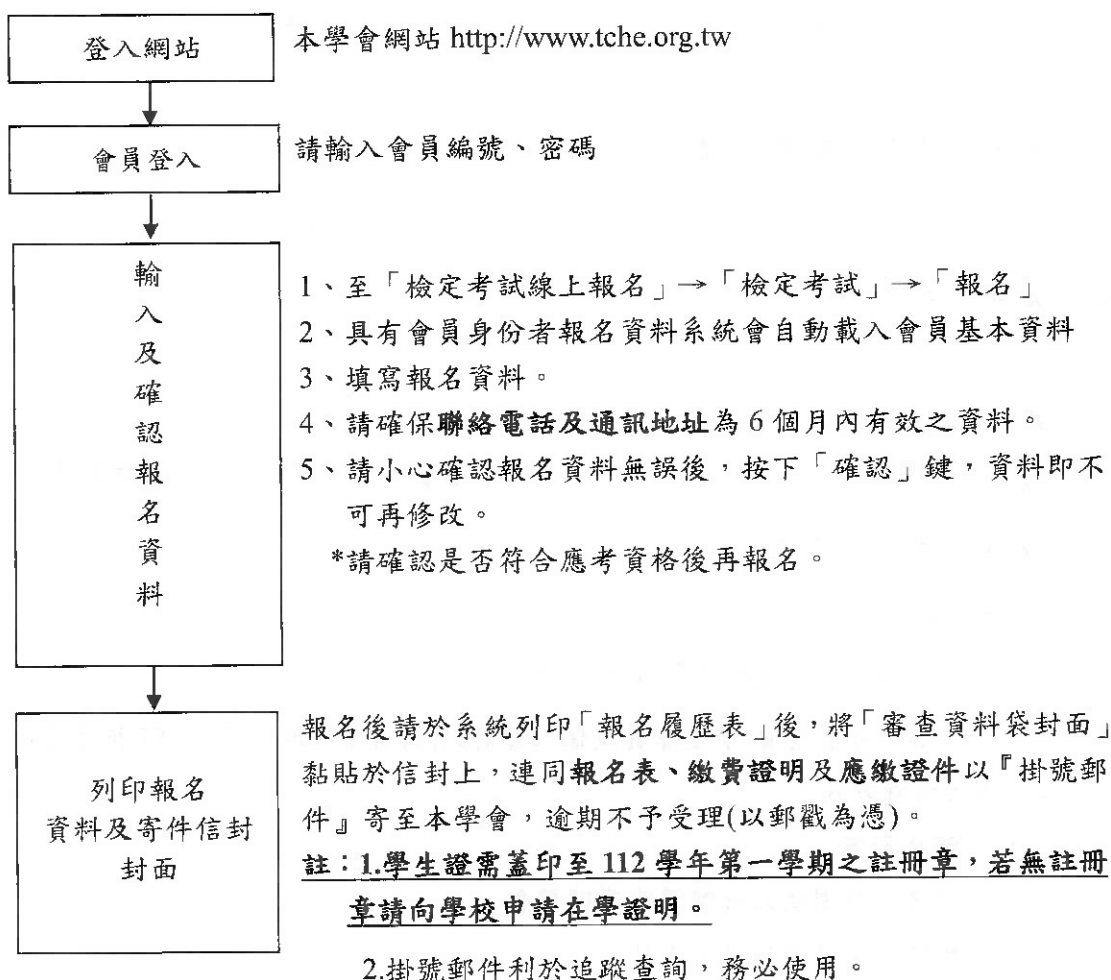 登入網站
本學會網站 http://www.tche.org.tw
會員登入
請輸入會員編號、密碼
輸
入
及
確
認
報
名
資
料
1、至「檢定考試線上報名」→「檢定考試」→「報名」
2、具有會員身份者報名資料系統會自動載入會員基本資料
3、填寫報名資料。
4、請確保聯絡電話及通訊地址為 6 個月內有效之資料。
5、請小心確認報名資料無誤後，按下「確認」鍵，資料即不
可再修改。
*請確認是否符合應考資格後再報名。
列印報名
資料及寄件信封
封面
報名後請於系統列印「報名履歷表」後，將「審查資料袋封面」
黏貼於信封上，連同報名表、繳費證明及應繳證件以『掛號郵
件』寄至本學會，逾期不予受理(以郵戳為憑)。
註：1.學生證需蓋印至 112 學年第一學期之註冊章，若無註冊
章請向學校申請在學證明。
2.掛號郵件利於追蹤查詢，務必使用。